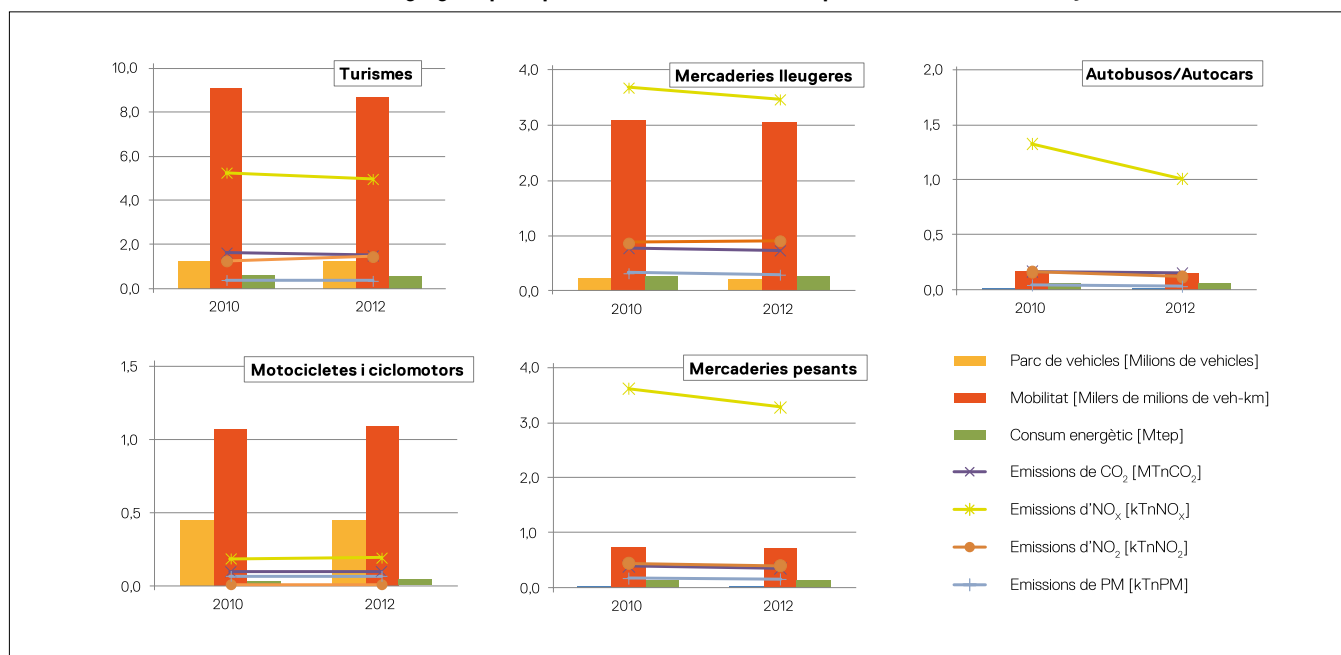 Turismes
10,0
8,0
6,0
4,0
2,0
0,0
2010
2012
Mercaderies lleugeres
4,0
3,0
2,0
1,0
0,0
2010
2012
Autobusos/Autocars
2,0
1,5
1,0
0,5
0,0
2010
2012
Motocicletes i ciclomotors
1,5
1,0
0,5
0,0
2010
2012
Mercaderies pesants
4,0
3,0
2,0
1,0
0,0
2010
2012
Parc de vehicles [Milions de vehicles]
Mobilitat [Milers de milions de veh-km]
Consum energètic [Mtep]
Emissions de CO₂ [MTnCO₂]
Emissions d'NOₓ [kTnNOₓ]
Emissions d'NO₂ [kTnNO₂]
Emissions de PM [kTnPM]